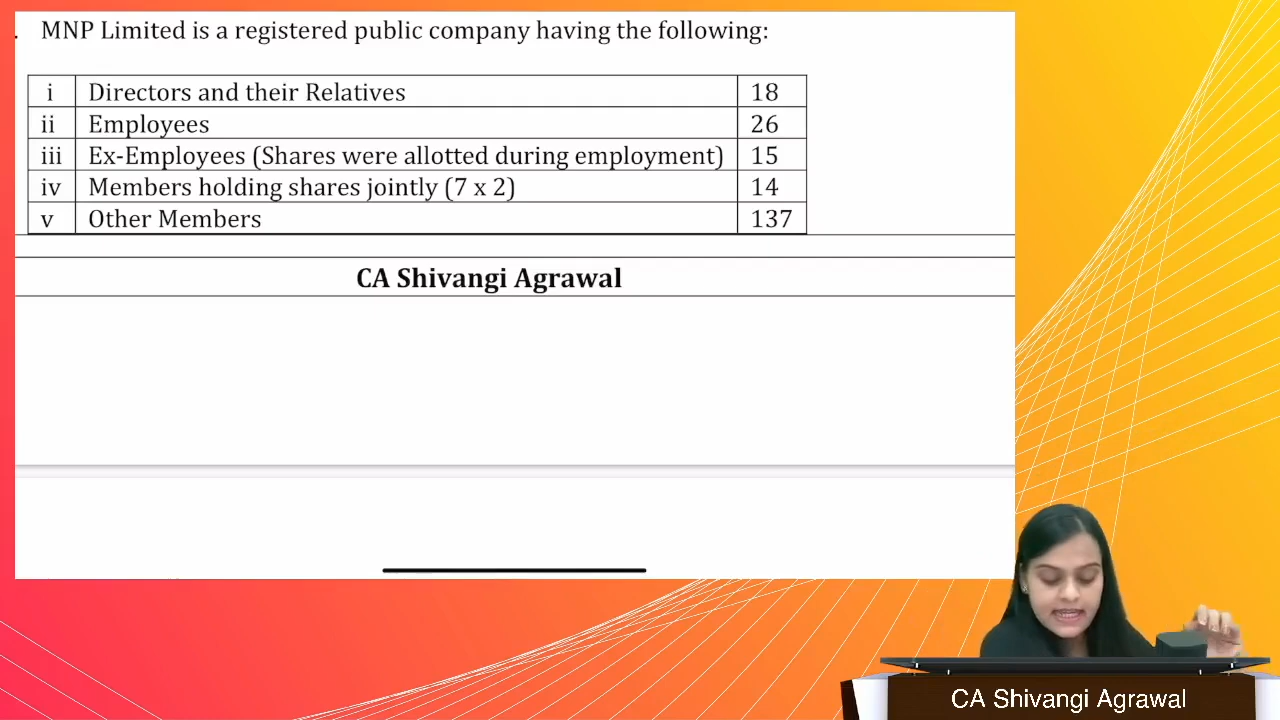 . MNP Limited is a registered public company having the following:
i Directors and their Relatives 18
ii Employees 26
iii Ex-Employees (Shares were allotted during employment) 15
iv Members holding shares jointly (7 x 2) 14
v Other Members 137
CA Shivangi Agrawal
CA Shivangi Agrawal